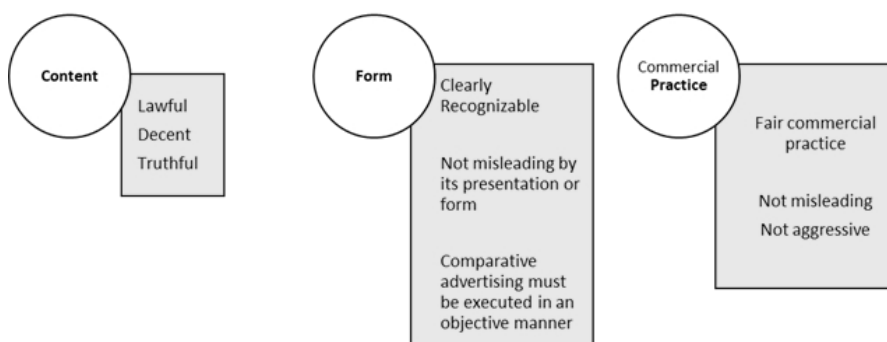 Content
Lawful
Decent
Truthful
Form
Clearly
Recognizable
Not misleading by
its presentation or
form
Comparative
advertising must
be executed in an
objective manner
Commercial
Practice
Fair commercial
practice
Not misleading
Not aggressive